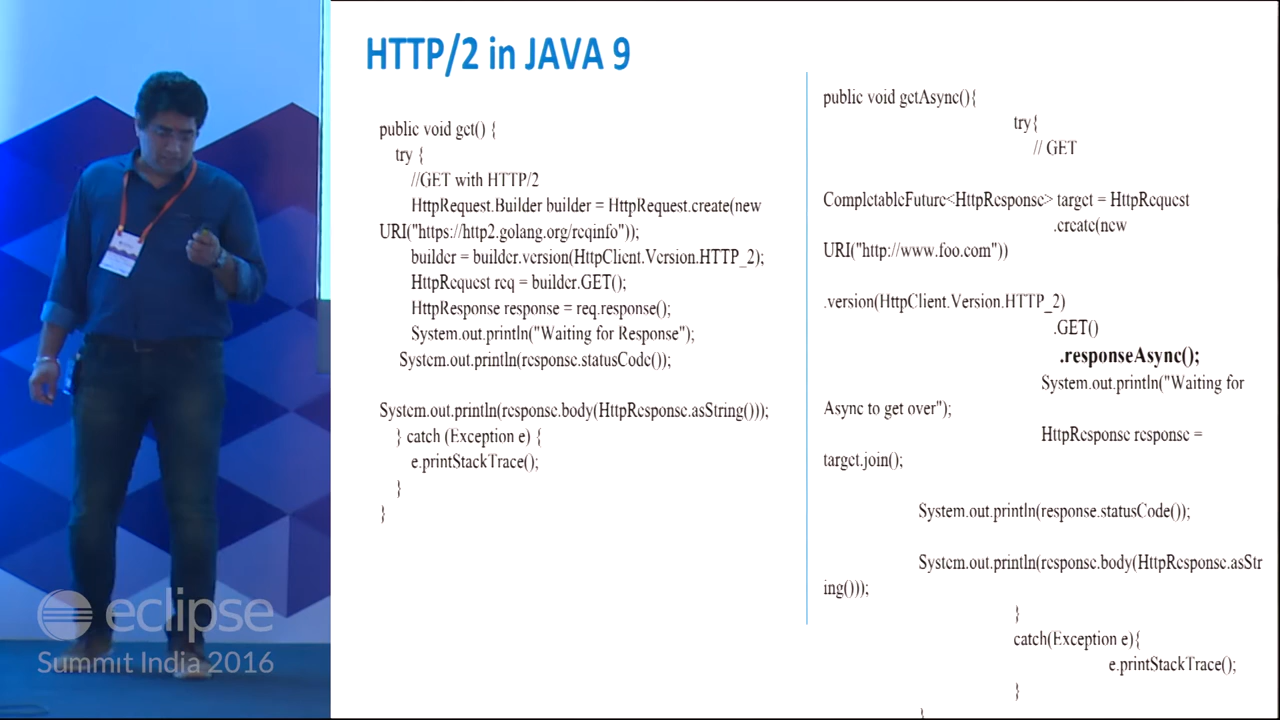 HTTP/2 in JAVA 9
public void get() {
try {
//GET with HTTP/2
HttpRequest.Builder builder = HttpRequest.create(new
URI("https://http2.golang.org/reqinfo"));
builder = builder.version(HttpClient.Version.HTTP_2);
HttpRequest req = builder.GET();
HttpResponse response = req.response();
System.out.println("Waiting for Response");
System.out.println(response.statusCode());
System.out.println(response.body(HttpResponse.asString()));
} catch (Exception e) {
e.printStackTrace();
}
}
public void getAsync(){
try{
// GET
CompletableFuture<HttpResponse> target = HttpRequest
.create(new
URI("http://www.foo.com"))
.version(HttpClient.Version.HTTP_2)
.GET()
.responseAsync();
System.out.println("Waiting for
Async to get over");
HttpResponse response =
target.join();
System.out.println(response.statusCode());
System.out.println(response.body(HttpResponse.asStr
ing()));
}
catch(Exception e){
e.printStackTrace();
}
}
eclipse
Summit India 2016